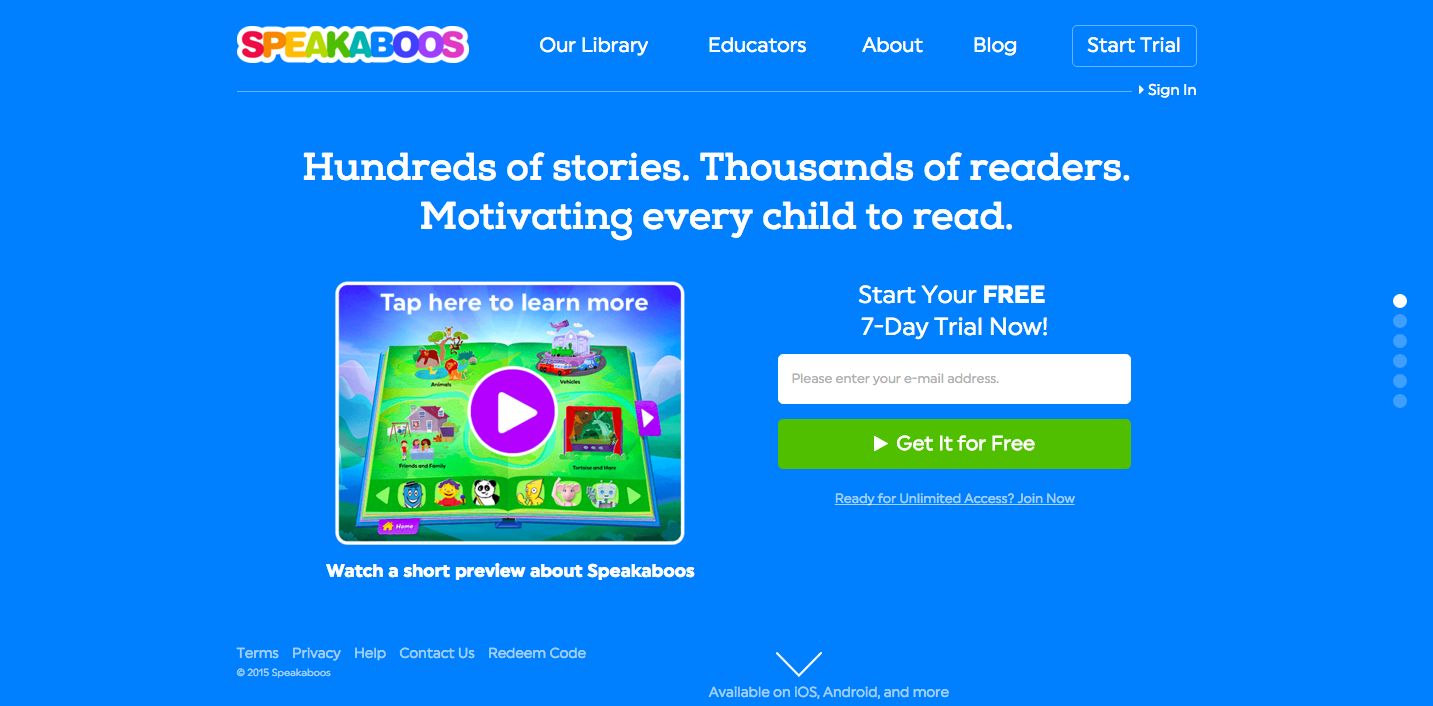 SPEAKABOOS
Our Library
Educators
About
Blog
Start Trial
Sign In
Hundreds of stories. Thousands of readers.
Motivating every child to read.
Tap here to learn more
Animals
Vehicles
Friends and Family
Tortoise and Hare
Home
Watch a short preview about Speakaboos
Start Your FREE
7-Day Trial Now!
Please enter your e-mail address.
Get It for Free
Ready for Unlimited Access? Join Now
Terms Privacy Help Contact Us Redeem Code
© 2015 Speakaboos
Available on iOS, Android, and more